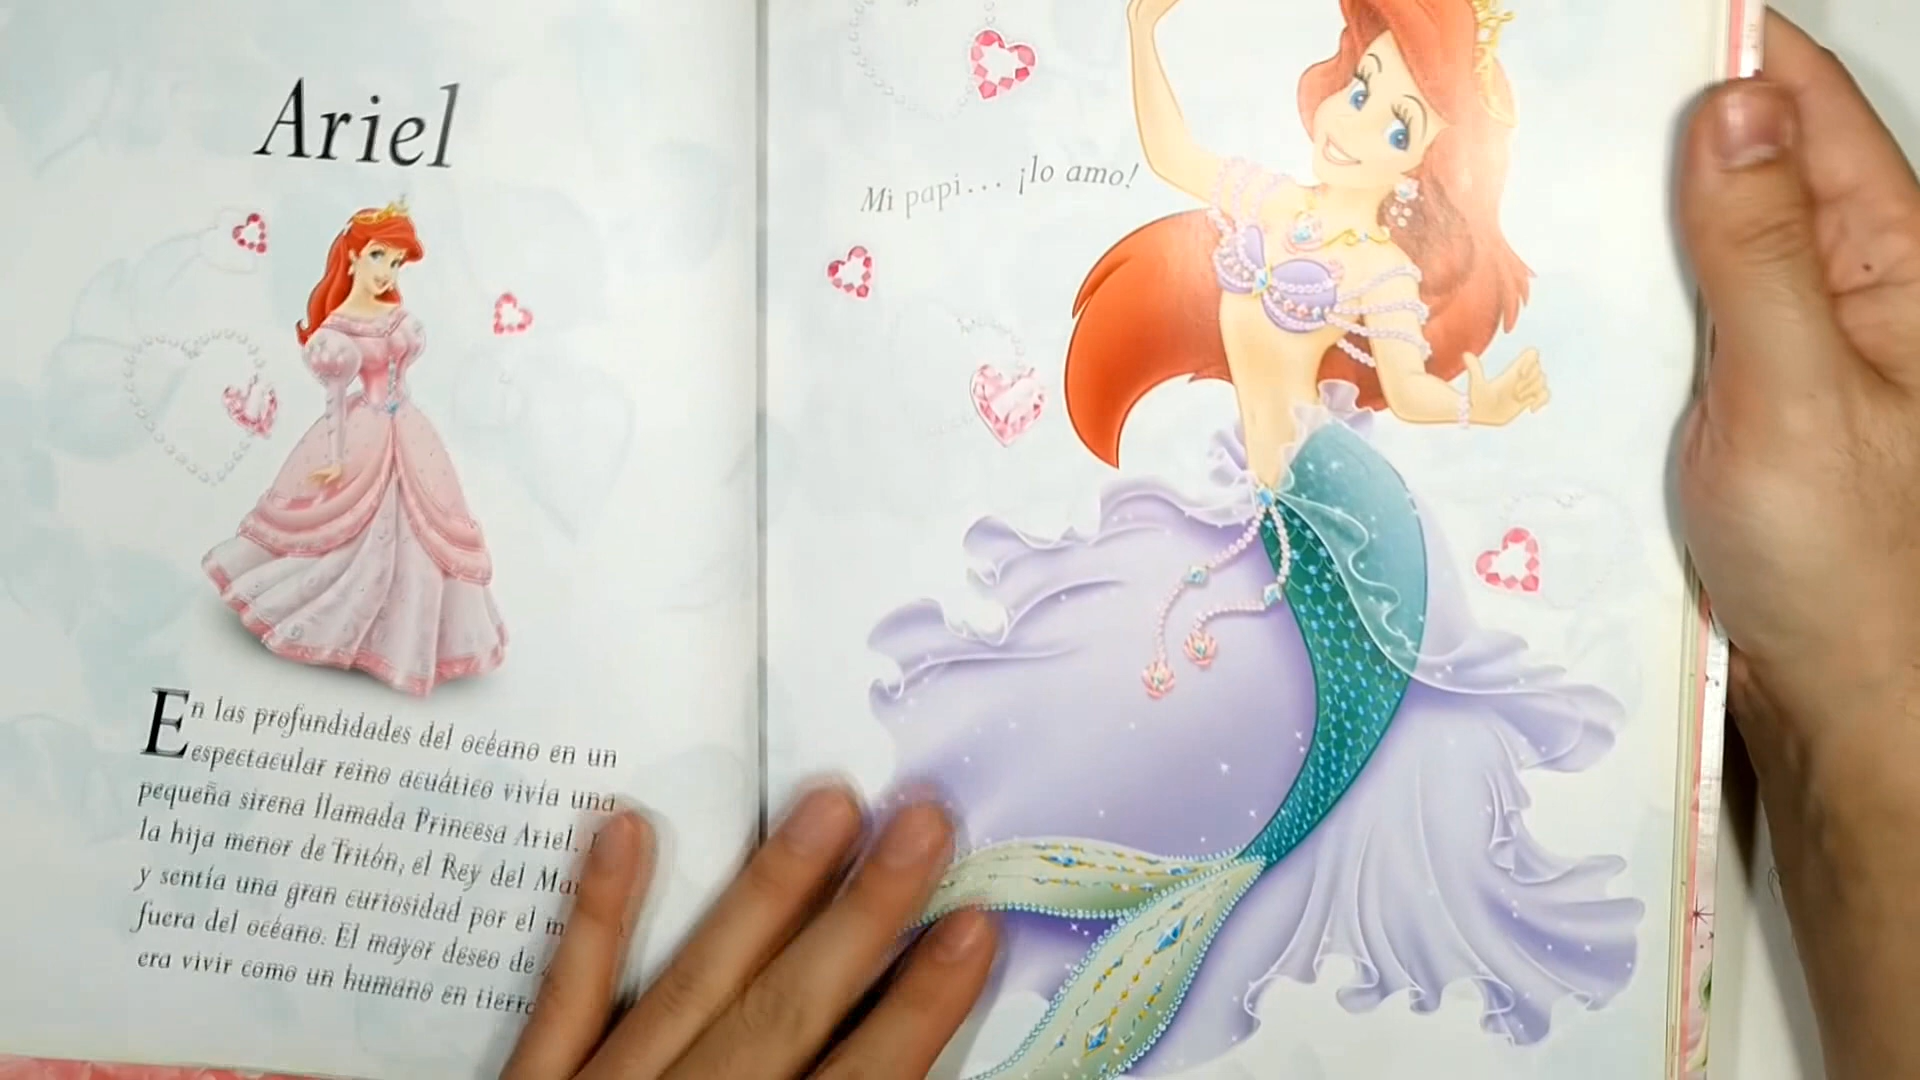 Ariel
En las profundidades del océano en un
espectacular reino acuático vivía una
pequeña sirena llamada Princesa Ariel.
la hija menor de Tritón, el Rey del Mar
y sentía una gran curiosidad por el
fuera del océano. El mayor deseo de
era vivir como un humano en tierra
Mi papi... ¡lo amo!